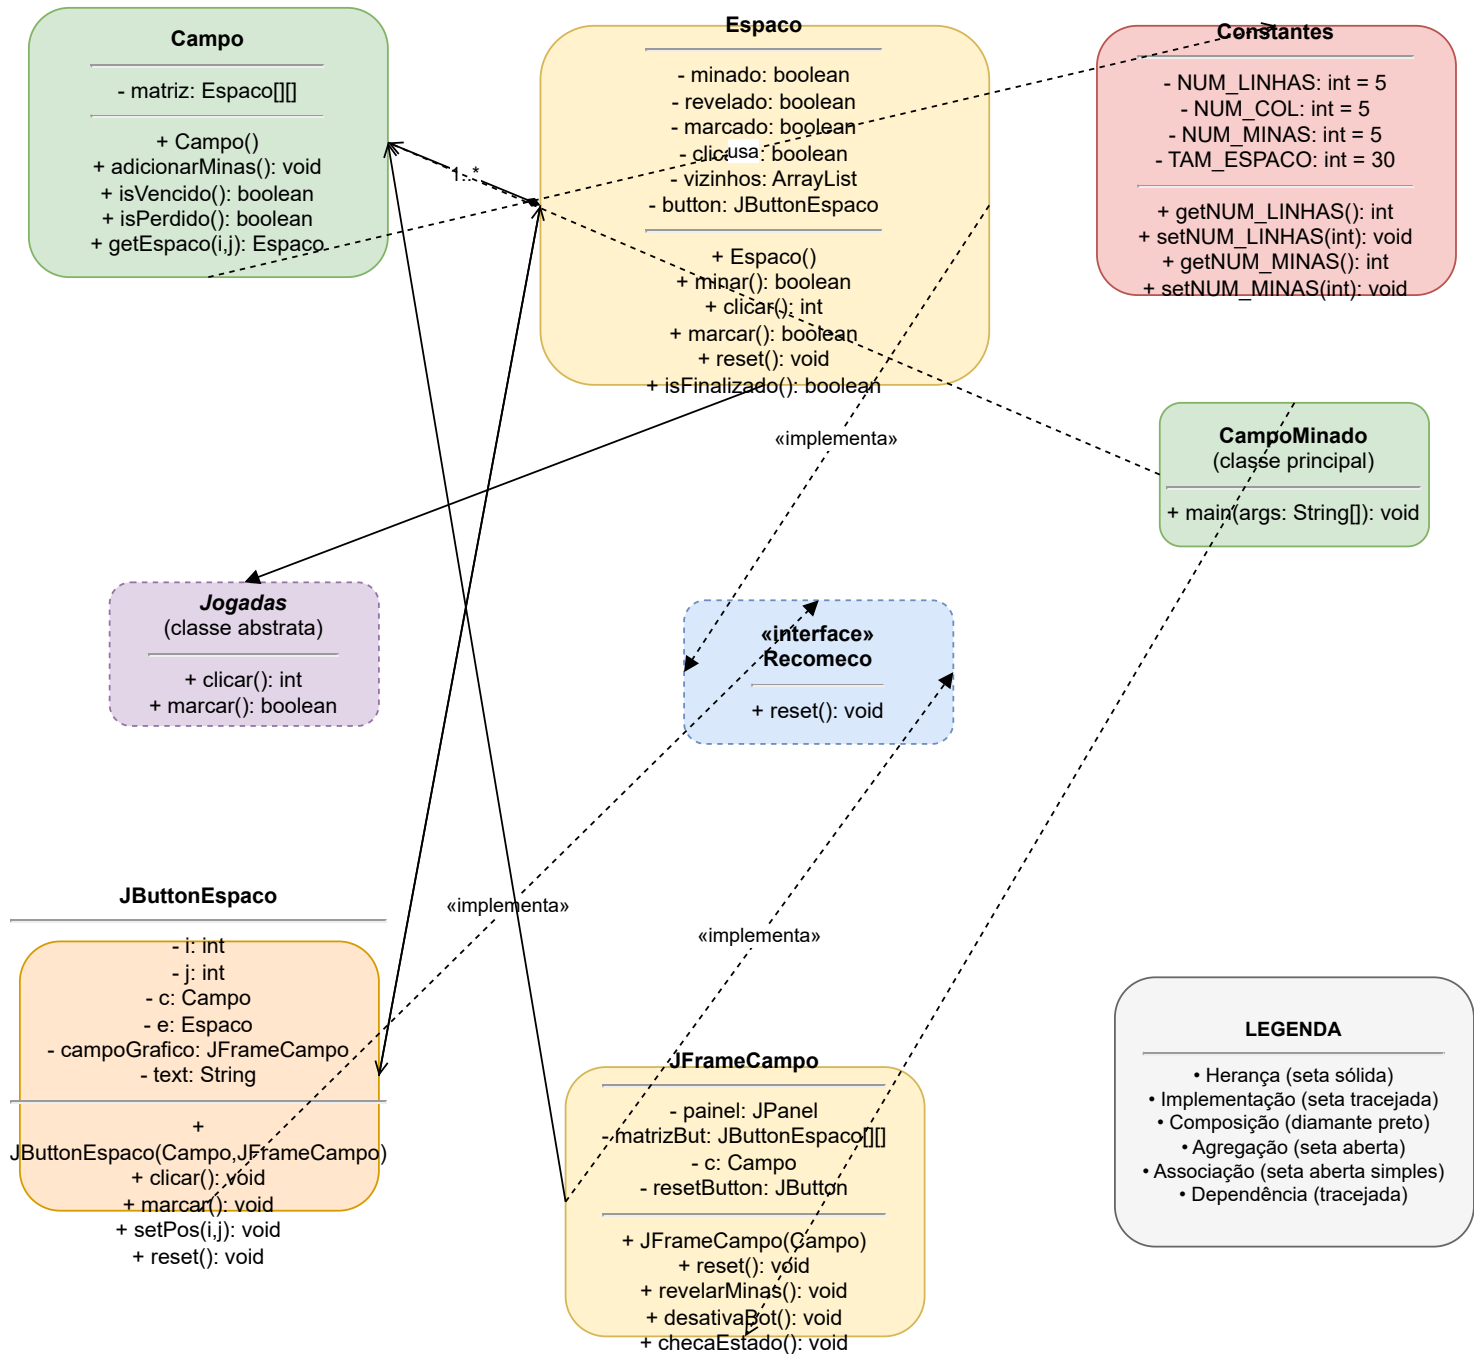 Campo
- matriz: Espaco[][]
+ Campo()
+ adicionarMinas(): void
+ isVencido(): boolean
+ isPerdido(): boolean
+ getEspaco(i,j): Espaco
1..*
Espaco
- minado: boolean
- revelado: boolean
- marcado: boolean
usa
boolean
- vizinhos: ArrayList
- button: JButtonEspaco
+ Espaco()
+ minar(): boolean
+ clicar(): int
+ marcar(): boolean
+ reset(): void
+ isFinalizado(): boolean
Constantes
- NUM_LINHAS: int = 5
- NUM_COL: int = 5
- NUM_MINAS: int = 5
- TAM_ESPACO: int = 30
+ getNUM_LINHAS(): int
+ setNUM_LINHAS(int): void
+ getNUM_MINAS(): int
+ setNUM_MINAS(int): void
«implementa»
CampoMinado
(classe principal)
+ main(args: String[]): void
Jogadas
(classe abstrata)
+ clicar(): int
+ marcar(): boolean
«interface»
Recomeco
+ reset(): void
«implementa»
«implementa»
JButtonEspaco
- i: int
- j: int
- c: Campo
- e: Espaco
- campoGrafico: JFrameCampo
- text: String
+
JButtonEspaco(Campo,JFrameCampo)
+ clicar(): void
+ marcar(): void
+ setPos(i,j): void
+ reset(): void
JFrameCampo
- painel: JPanel
- matrizBut: JButtonEspaco[][]
- c: Campo
- resetButton: JButton
+ JFrameCampo(Campo)
+ reset(): void
+ revelarMinas(): void
+ desativaBot(): void
+ checaEstado(): void
LEGENDA
• Herança (seta sólida)
• Implementação (seta tracejada)
• Composição (diamante preto)
• Agregação (seta aberta)
• Associação (seta aberta simples)
• Dependência (tracejada)